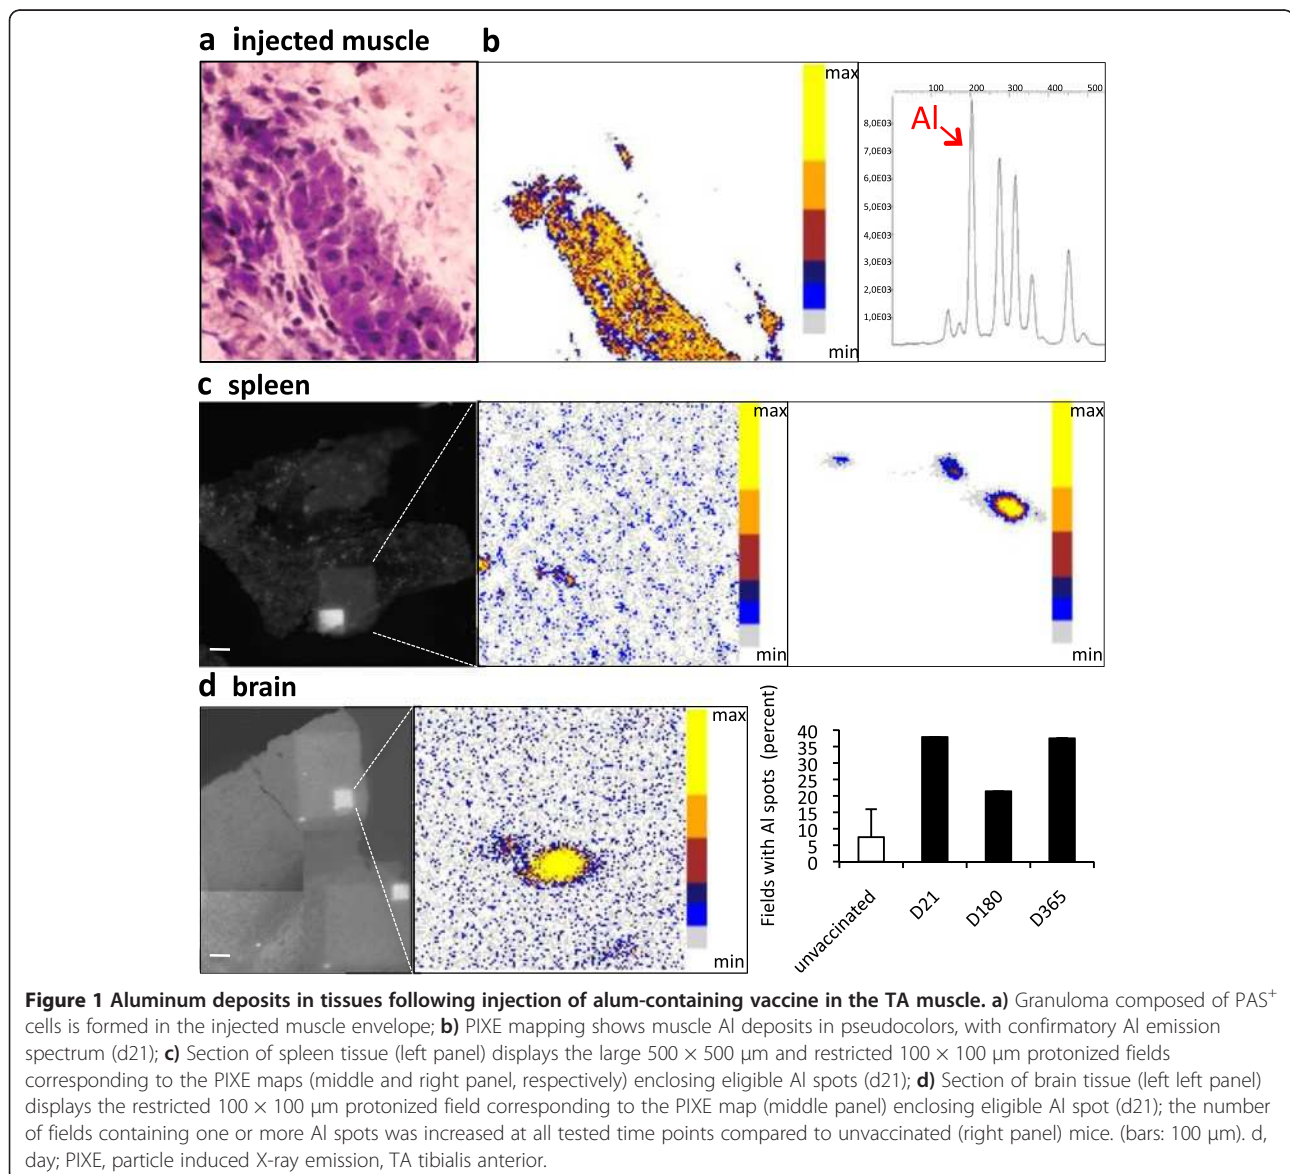 a injected muscle
b
max
min
100 200 300 400 500
Al
8,0E03
7,0E03
6,0E03
5,0E03
4,0E03
3,0E03
2,0E03
1,0E03
c spleen
max
min
max
min
d brain
max
min
Fields with Al spots (percent)
40
35
30
25
20
15
10
5
0
unvaccinated
D21
D180
D365
Figure 1 Aluminum deposits in tissues following injection of alum-containing vaccine in the TA muscle. a) Granuloma composed of PAS+
cells is formed in the injected muscle envelope; b) PIXE mapping shows muscle Al deposits in pseudocolors, with confirmatory Al emission
spectrum (d21); c) Section of spleen tissue (left panel) displays the large 500 × 500 μm and restricted 100 × 100 μm protonized fields
corresponding to the PIXE maps (middle and right panel, respectively) enclosing eligible Al spots (d21); d) Section of brain tissue (left left panel)
displays the restricted 100 × 100 μm protonized field corresponding to the PIXE map (middle panel) enclosing eligible Al spot (d21); the number
of fields containing one or more Al spots was increased at all tested time points compared to unvaccinated (right panel) mice. (bars: 100 μm). d,
day; PIXE, particle induced X-ray emission, TA tibialis anterior.